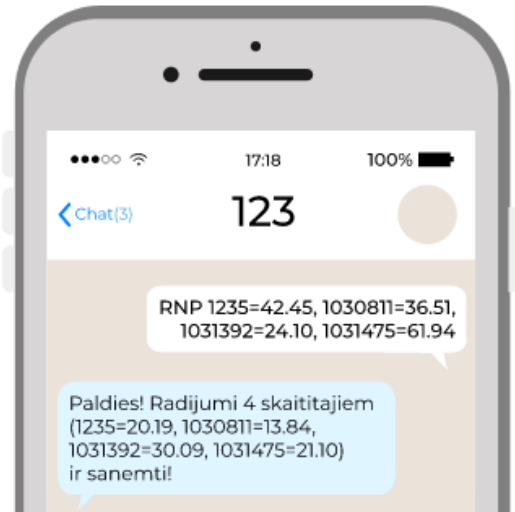 17:18
100%
Chat(3)
123
RNP 1235=42.45, 1030811=36.51,
1031392=24.10, 1031475=61.94
Paldies! Radijumi 4 skaititajiem
(1235=20.19, 1030811=13.84,
1031392=30.09, 1031475=21.10)
ir sanemti!